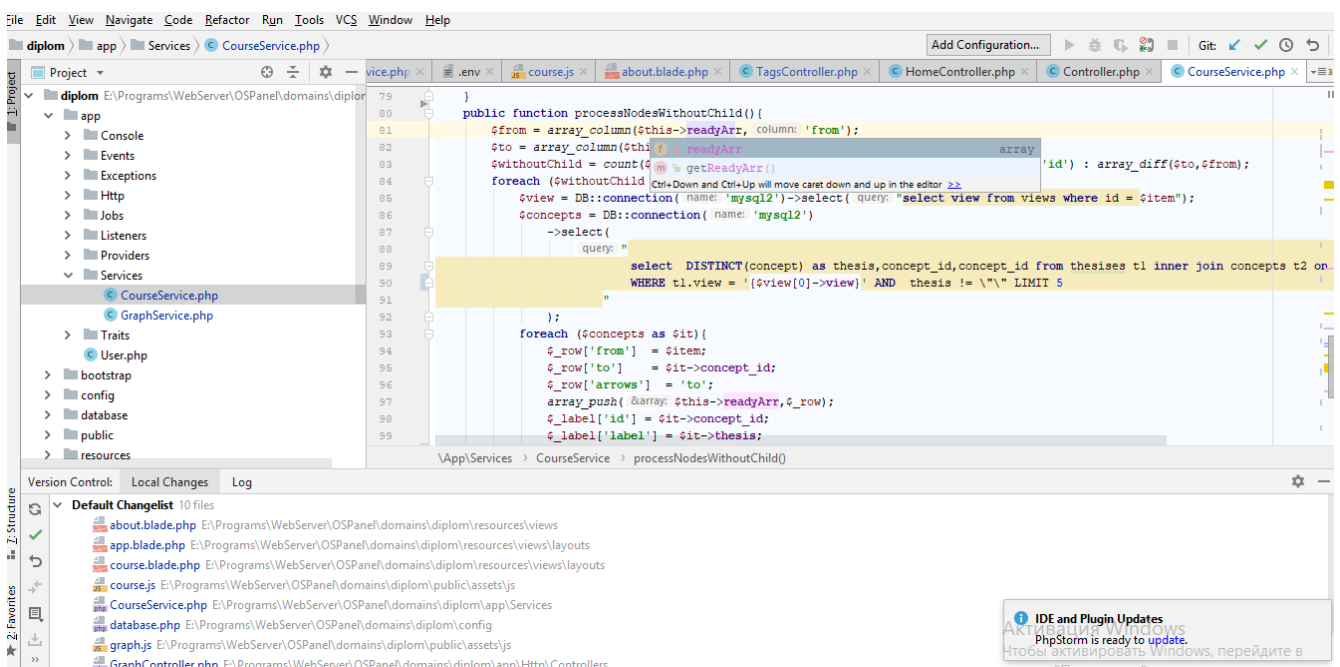 File Edit View Navigate Code Refactor Run Tools VCS Window Help
diplom app Services CourseService.php Add Configuration... Git:
1: Project Project vice.php .env course.js about.blade.php TagsController.php HomeController.php Controller.php CourseService.php
diplom E:\Programs\WebServer\OSPanel\domains\diplor
app
Console
Events
Exceptions
Http
Jobs
Listeners
Providers
Services
CourseService.php
GraphService.php
Traits
User.php
bootstrap
config
database
public
resources
79 }
80 public function processNodesWithoutChild(){
81 $from = array_column($this->readyArr, column: 'from');
82 $to = array_column($thi
83 $withoutChild = count($ 'id') : array_diff($to,$from);
84 foreach ($withoutChild
f readyArr array
m getReadyArr()
Ctrl+Down and Ctrl+Up will move caret down and up in the editor >>
85 $view = DB::connection( name: 'mysql2')->select( query: "select view from views where id = $item");
86 $concepts = DB::connection( name: 'mysql2')
87 ->select(
88 query: "
89 select DISTINCT(concept) as thesis,concept_id,concept_id from thesises t1 inner join concepts t2 on
90 WHERE t1.view = '{$view[0]->view}' AND thesis != \"\" LIMIT 5
91 "
92 );
93 foreach ($concepts as $it){
94 $_row['from'] = $item;
95 $_row['to'] = $it->concept_id;
96 $_row['arrows'] = 'to';
97 array_push( &array: $this->readyArr,$_row);
98 $_label['id'] = $it->concept_id;
99 $_label['label'] = $it->thesis;
\App\Services › CourseService › processNodesWithoutChild()
Version Control: Local Changes Log
Default Changelist 10 files
about.blade.php E:\Programs\WebServer\OSPanel\domains\diplom\resources\views
app.blade.php E:\Programs\WebServer\OSPanel\domains\diplom\resources\views\layouts
course.blade.php E:\Programs\WebServer\OSPanel\domains\diplom\resources\views\layouts
course.js E:\Programs\WebServer\OSPanel\domains\diplom\public\assets\js
CourseService.php E:\Programs\WebServer\OSPanel\domains\diplom\app\Services
database.php E:\Programs\WebServer\OSPanel\domains\diplom\config
graph.js E:\Programs\WebServer\OSPanel\domains\diplom\public\assets\js
GraphController.php E:\Programs\WebServer\OSPanel\domains\diplom\app\Http\Controllers
Z: Structure
2: Favorites
IDE and Plugin Updates
PhpStorm is ready to update.
Активация Windows
Чтобы активировать Windows, перейдите в